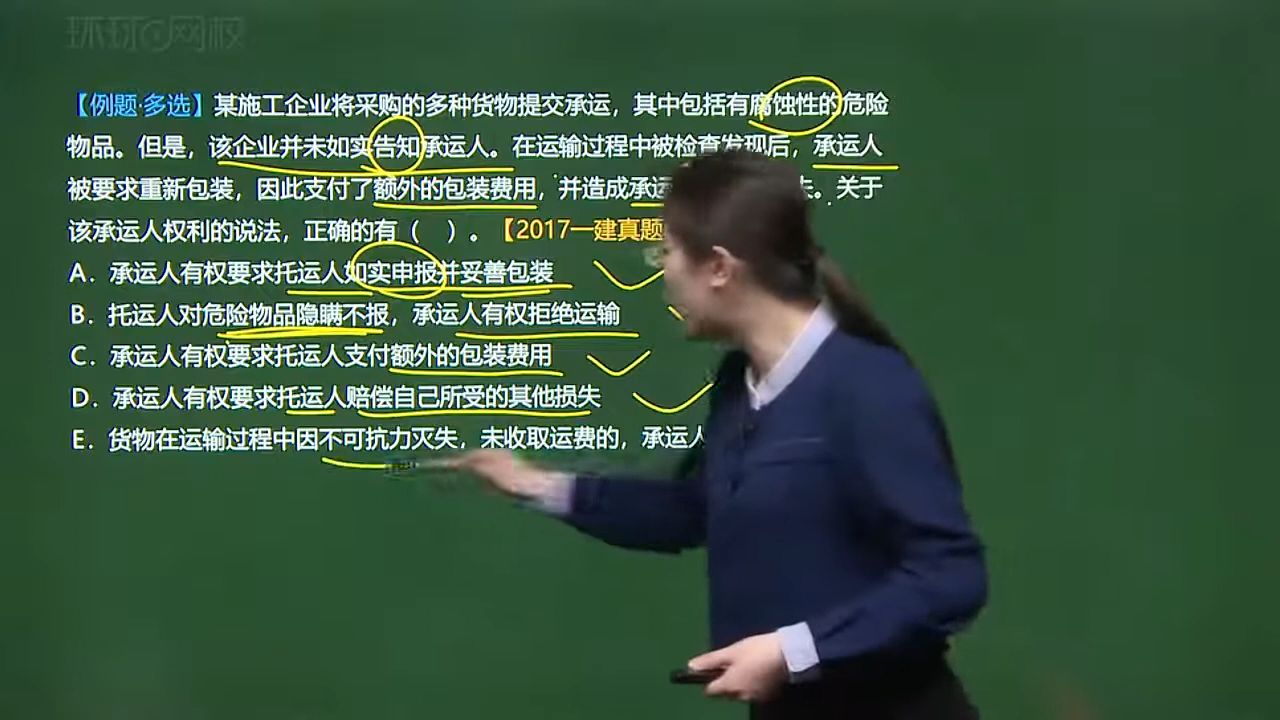 环球网校
【例题·多选】某施工企业将采购的多种货物提交承运，其中包括有腐蚀性的危险
物品。但是，该企业并未如实告知承运人。在运输过程中被检查发现后，承运人
被要求重新包装，因此支付了额外的包装费用，并造成承运 失。关于
该承运人权利的说法，正确的有（ ）。【2017一建真题
A．承运人有权要求托运人如实申报并妥善包装
B．托运人对危险物品隐瞒不报，承运人有权拒绝运输
C．承运人有权要求托运人支付额外的包装费用
D．承运人有权要求托运人赔偿自己所受的其他损失
E．货物在运输过程中因不可抗力灭失，未收取运费的，承运人